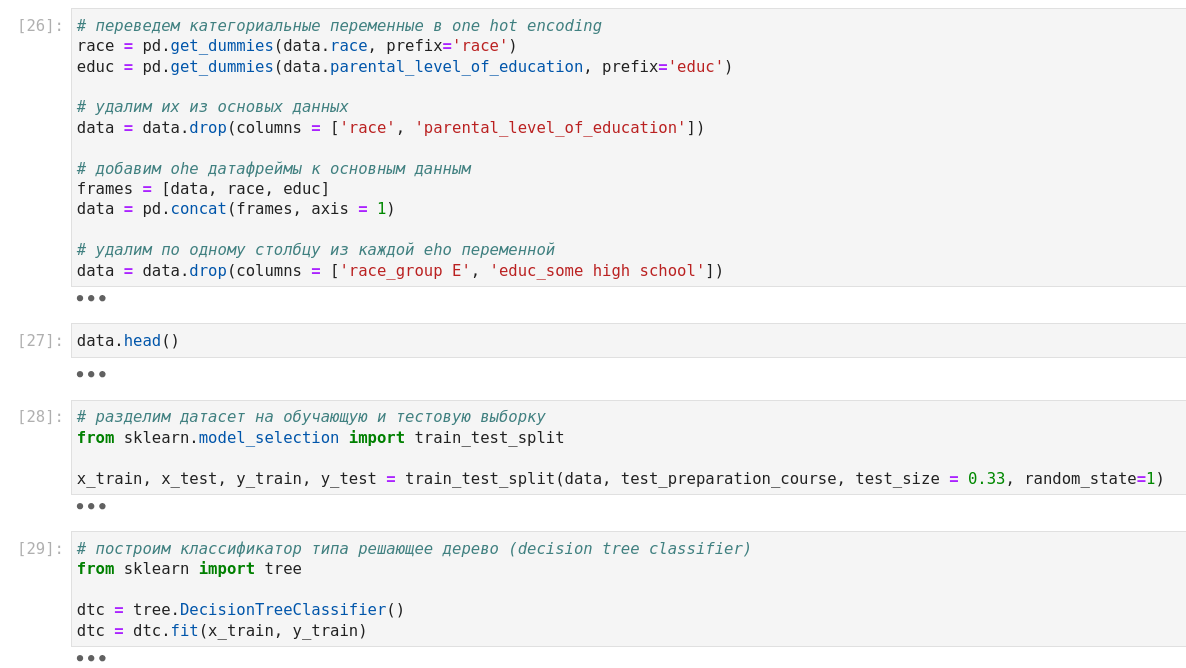 [26]: # переведем категориальные переменные в one hot encoding
race = pd.get_dummies(data.race, prefix='race')
educ = pd.get_dummies(data.parental_level_of_education, prefix='educ')
# удалим их из основых данных
data = data.drop(columns = ['race', 'parental_level_of_education'])
# добавим ohe датафреймы к основным данным
frames = [data, race, educ]
data = pd.concat(frames, axis = 1)
# удалим по одному столбцу из каждой eho переменной
data = data.drop(columns = ['race_group E', 'educ_some high school'])
•••
[27]: data.head()
•••
[28]: # разделим датасет на обучающую и тестовую выборку
from sklearn.model_selection import train_test_split
x_train, x_test, y_train, y_test = train_test_split(data, test_preparation_course, test_size = 0.33, random_state=1)
•••
[29]: # построим классификатор типа решающее дерево (decision tree classifier)
from sklearn import tree
dtc = tree.DecisionTreeClassifier()
dtc = dtc.fit(x_train, y_train)
•••